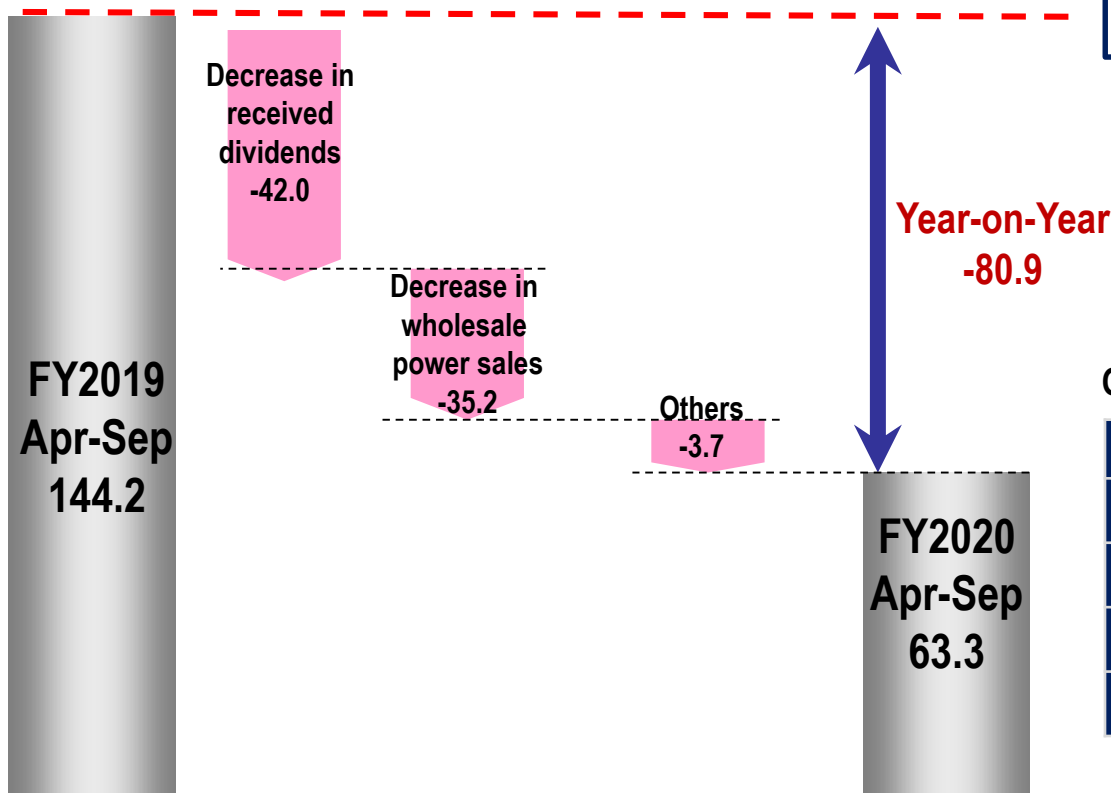 Decrease in
received
dividends
-42.0
Year-on-Year
-80.9
Decrease in
wholesale
power sales
-35.2
Others
-3.7
FY2019
Apr-Sep
144.2
FY2020
Apr-Sep
63.3